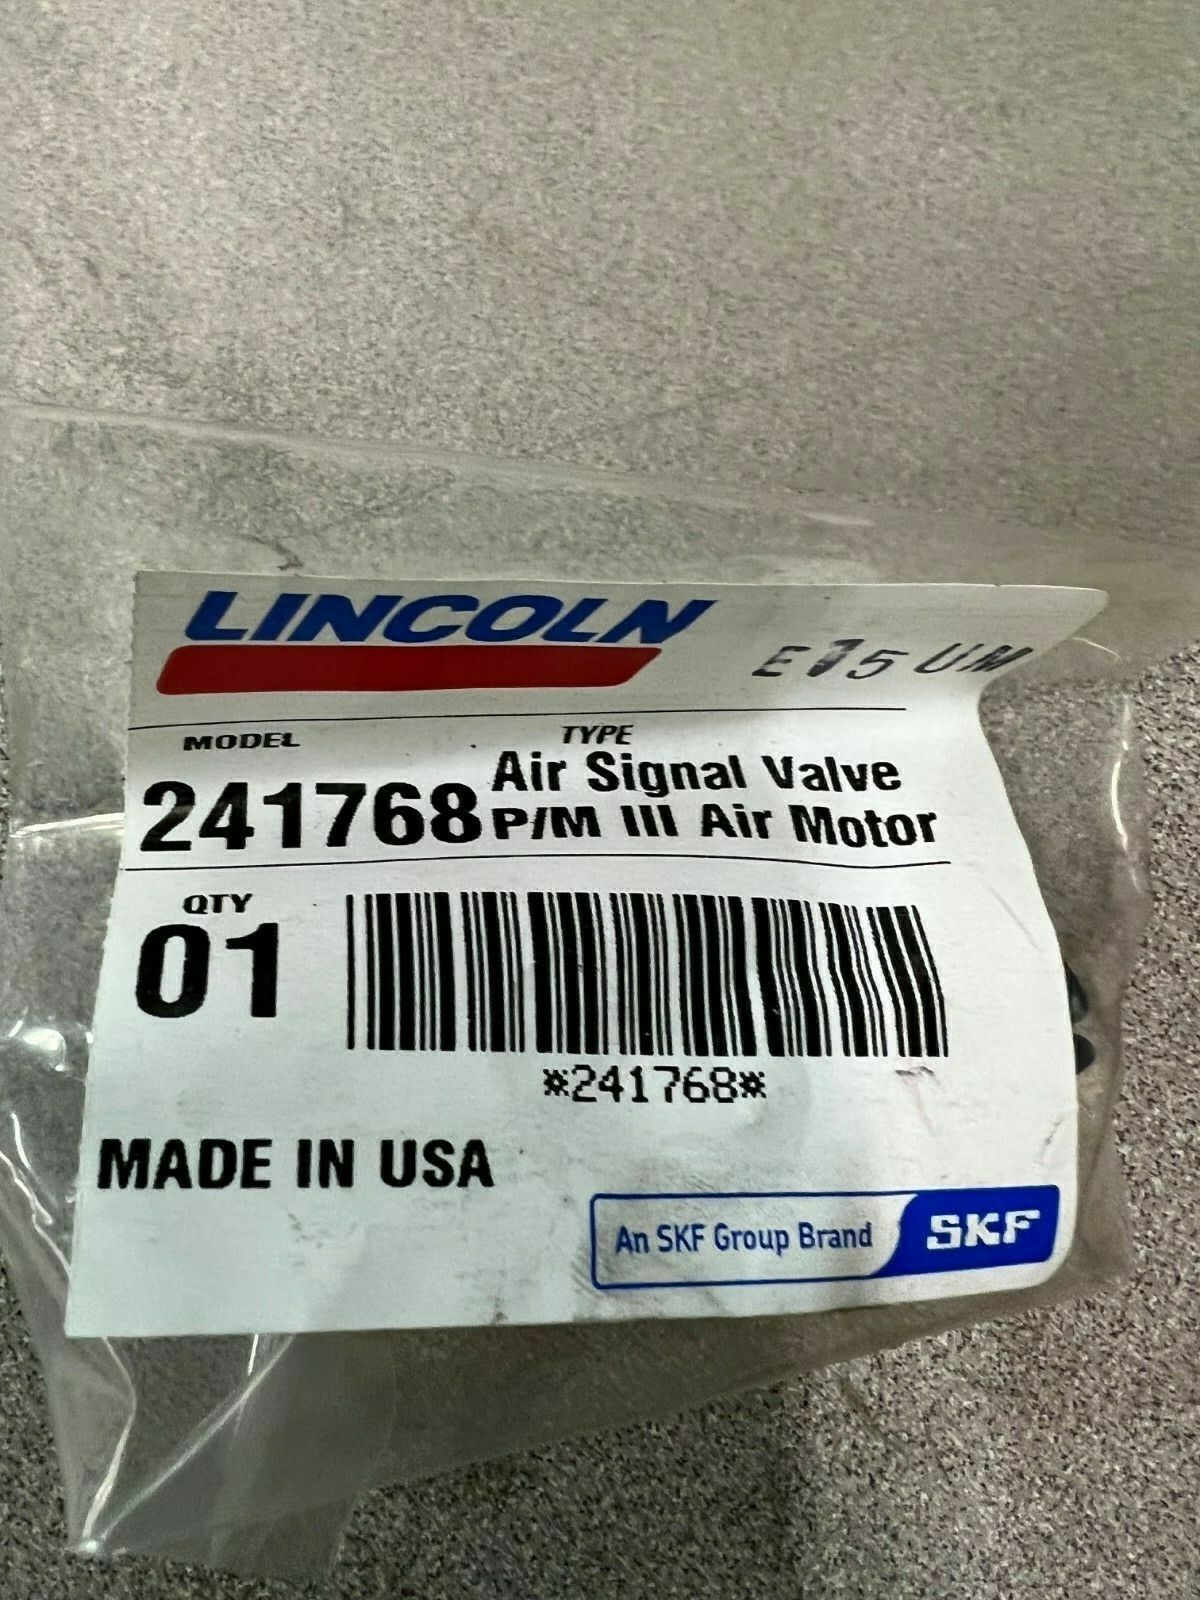 LINCOLN
E15UM
MODEL TYPE
241768 Air Signal Valve
P/M III Air Motor
QTY
01
*241768*
MADE IN USA
An SKF Group Brand SKF